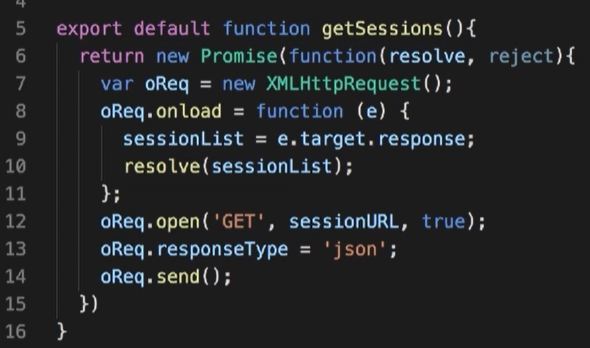 4
5 export default function getSessions(){
6 return new Promise(function(resolve, reject){
7 var oReq = new XMLHttpRequest();
8 oReq.onload = function (e) {
9 sessionList = e.target.response;
10 resolve(sessionList);
11 };
12 oReq.open('GET', sessionURL, true);
13 oReq.responseType = 'json';
14 oReq.send();
15 })
16 }